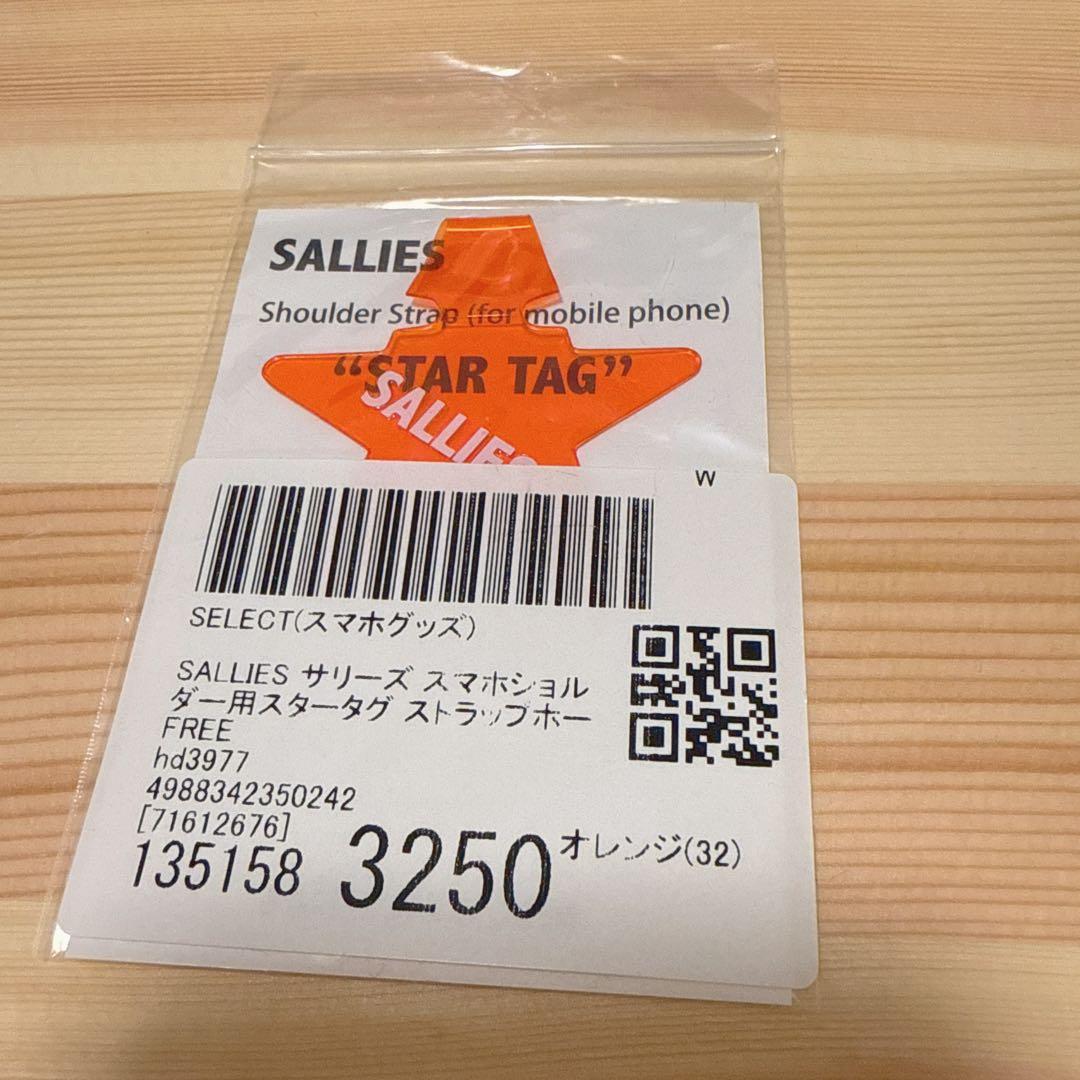 SALLIES
Shoulder Strap (for mobile phone)
“STAR TAG”
SALLIES
W
SELECT(スマホグッズ)
SALLIES サリーズ スマホショル
ダー用スタータグ ストラップホー
FREE
hd3977
4988342350242
[71612676]
135158 3250 オレンジ(32)